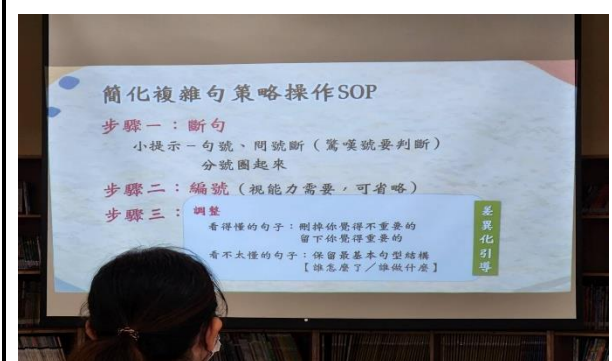 簡化複雜句策略操作SOP
步驟一：斷句
小提示－句號、問號斷（驚嘆號要判斷）
分號圈起來
步驟二：編號（視能力需要，可省略）
步驟三：調整
看得懂的句子：刪掉你覺得不重要的
留下你覺得重要的
看不太懂的句子：保留最基本句型結構
【誰怎麼了／誰做什麼】
差異化引導